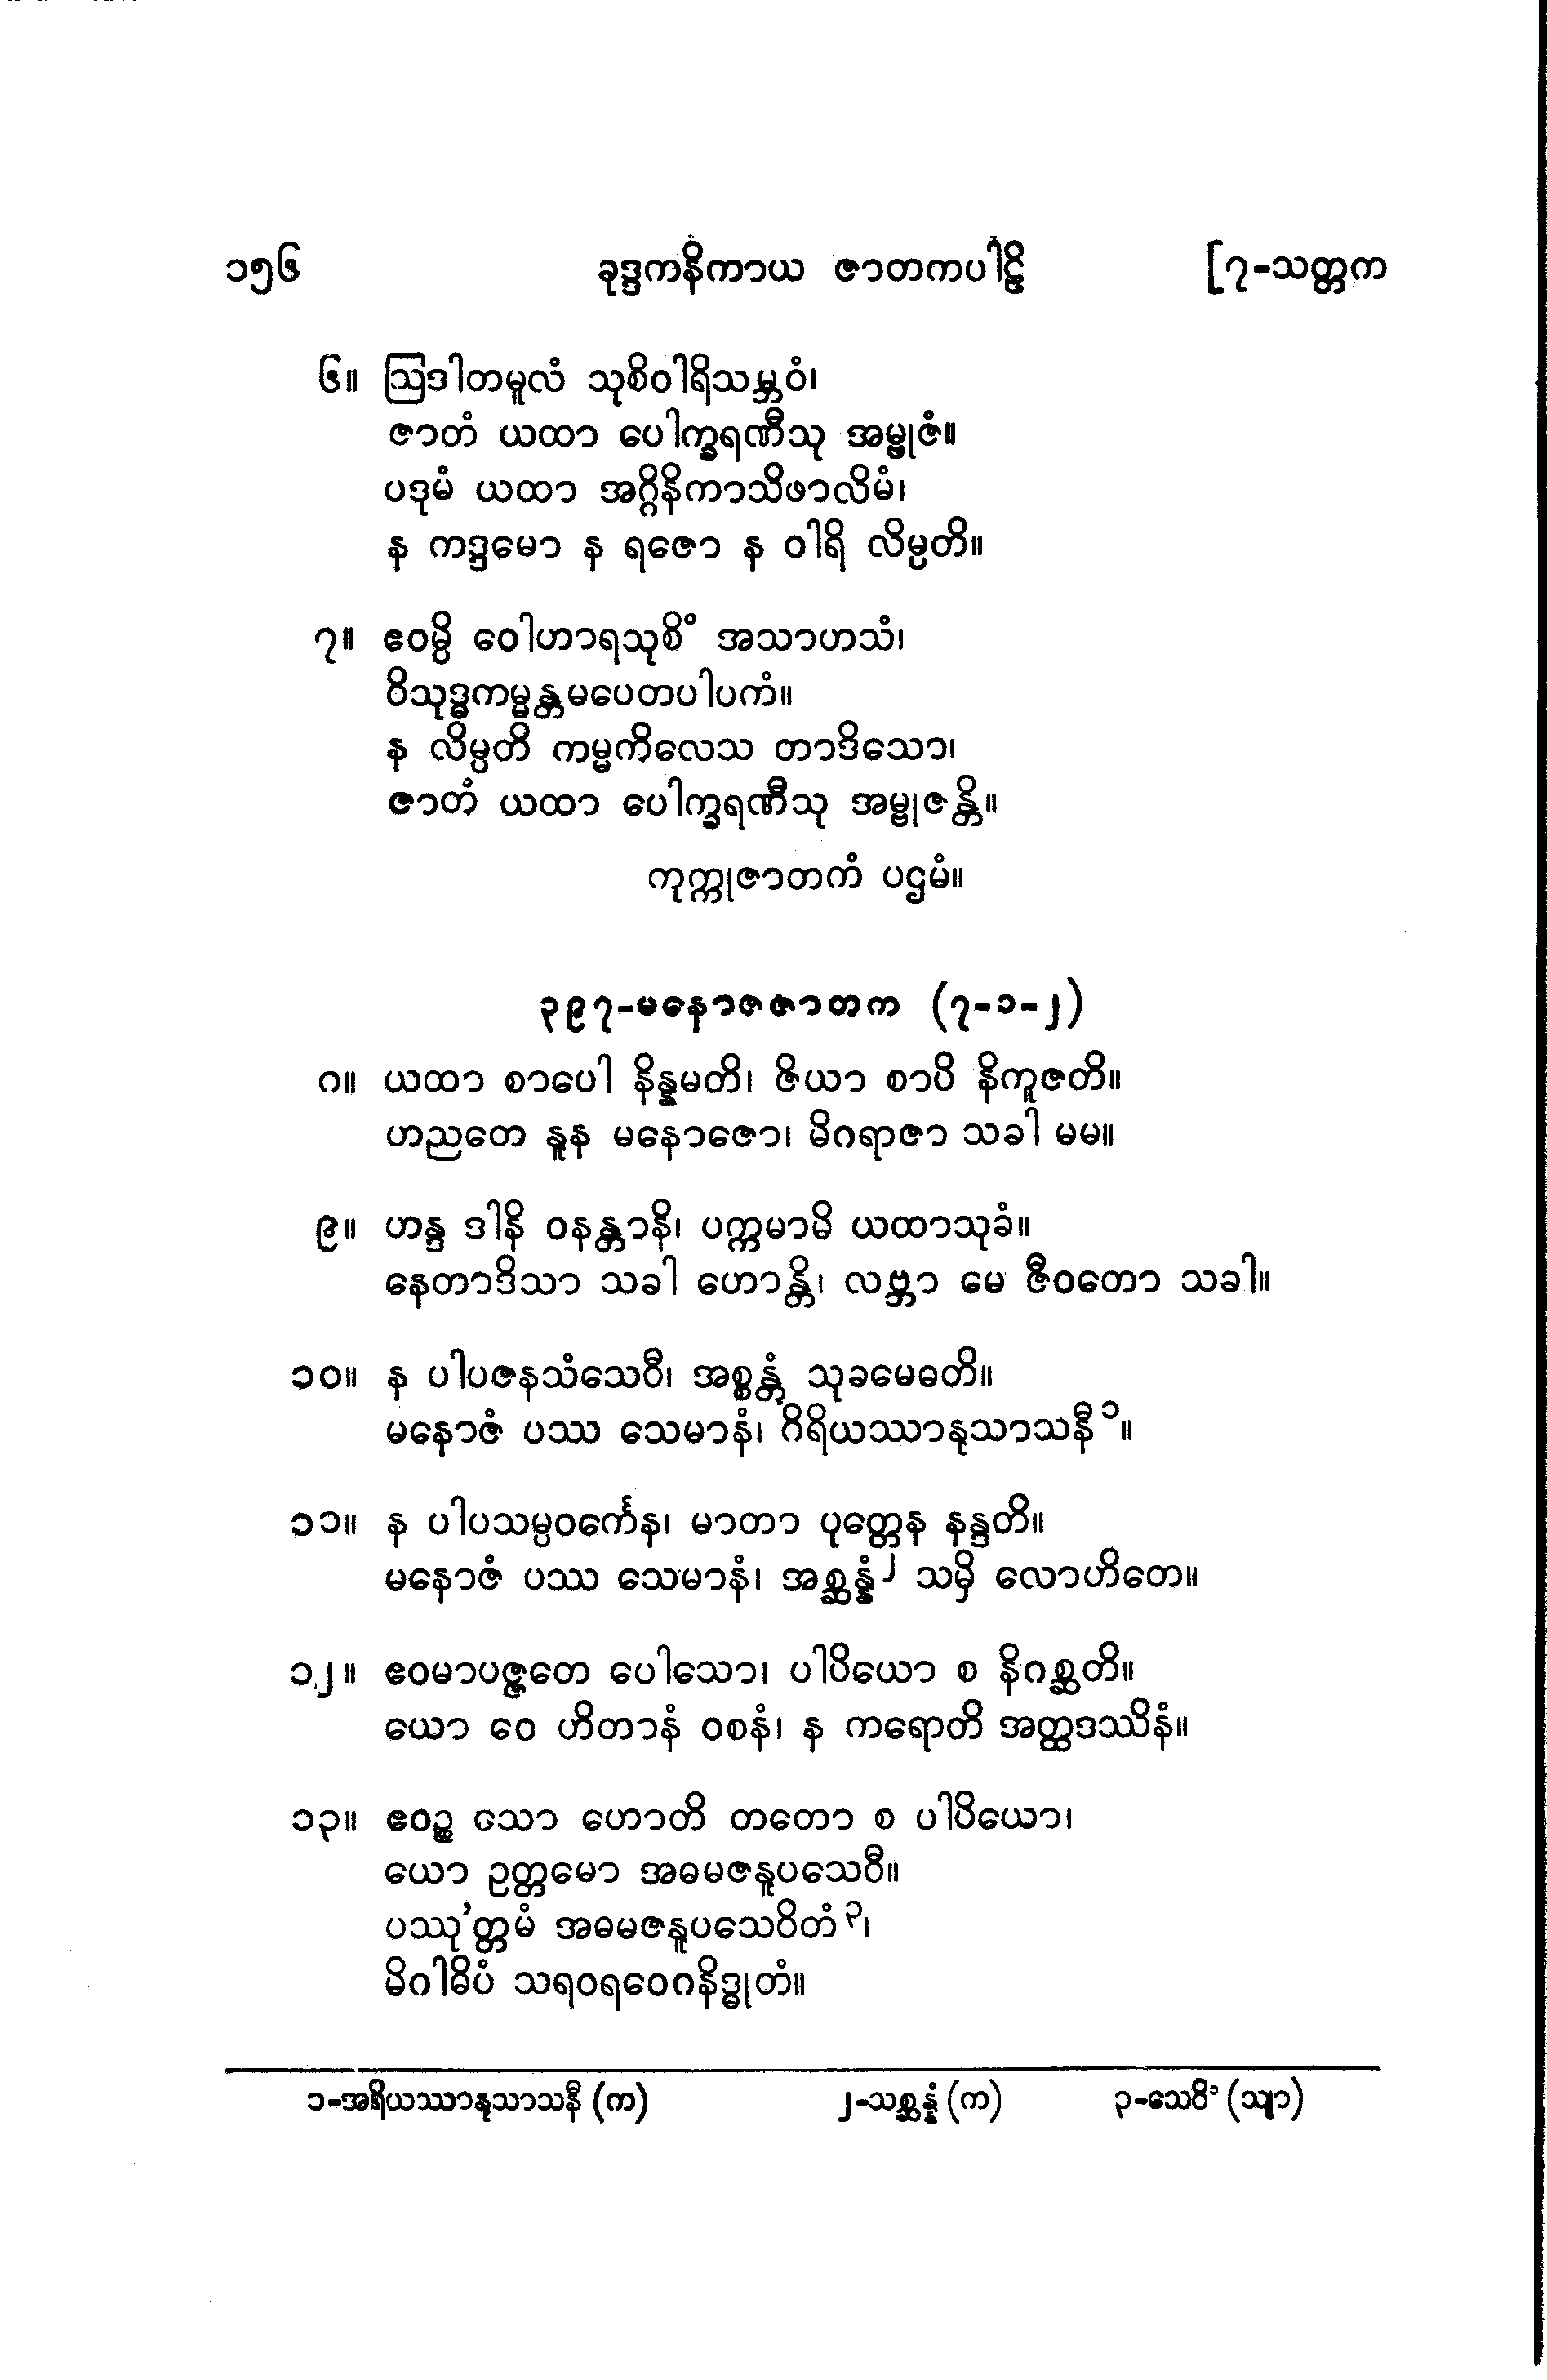 ၁၅၆ ခုဒ္ဒကနိကာယ ဇာတကပါဠိ [၇-သတ္တက
၆။ ဩဒါတမူလံ သုစိဝါရိသမ္ဘဝံ၊
ဇာတံ ယထာ ပေါက္ခရဏီသု အမ္ဗုဇံ။
ပဒုမံ ယထာ အဂ္ဂိနိကာသိဖာလိမံ၊
န ကဒ္ဒမော န ရဇော န ဝါရိ လိမ္ပတိ။
၇။ ဧဝမ္ပိ ဝေါဟာရသုစိံ အသာဟသံ၊
ဝိသုဒ္ဓကမ္မန္တမပေတပါပကံ။
န လိမ္ပတိ ကမ္မကိလေသ တာဒိသော၊
ဇာတံ ယထာ ပေါက္ခရဏီသု အမ္ဗုဇန္တိ။
ကုက္ကုဇာတကံ ပဌမံ။
၃၉၇-မနောဇဇာတက (၇-၁-၂)
၈။ ယထာ စာပေါ နိန္နမတိ၊ ဇိယာ စာပိ နိကူဇတိ။
ဟညတေ နူန မနောဇော၊ မိဂရာဇာ သခါ မမ။
၉။ ဟန္ဒ ဒါနိ ဝနန္တာနိ၊ ပက္ကမာမိ ယထာသုခံ။
နေတာဒိသာ သခါ ဟောန္တိ၊ လဗ္ဘာ မေ ဇီဝတော သခါ။
၁၀။ န ပါပဇနသံသေဝီ၊ အစ္စန္တံ သုခမေဓတိ။
မနောဇံ ပဿ သေမာနံ၊ ဂိရိယဿာနုသာသနီ ၁။
၁၁။ န ပါပသမ္ပဝင်္ကေန၊ မာတာ ပုတ္တေန နန္ဒတိ။
မနောဇံ ပဿ သေမာနံ၊ အစ္ဆန္နံ ၂ သမှိ လောဟိတေ။
၁၂။ ဧဝမာပဇ္ဇတေ ပေါသော၊ ပါပိယော စ နိဂစ္ဆတိ။
ယော ဝေ ဟိတာနံ ဝစနံ၊ န ကရောတိ အတ္ထဒဿိနံ။
၁၃။ ဧဝဉ္စ သော ဟောတိ တတော စ ပါပိယော၊
ယော ဥတ္တမော အဓမဇနူပသေဝီ။
ပဿု’တ္တမံ အဓမဇနူပသေဝိတံ ၃၊
မိဂါဓိပံ သရဝရဝေဂနိဒ္ဓုတံ။
၁-အရိယဿာနုသာသနီ (က) ၂-သစ္ဆန္နံ (က) ၃-သေဝိံ (သျာ)